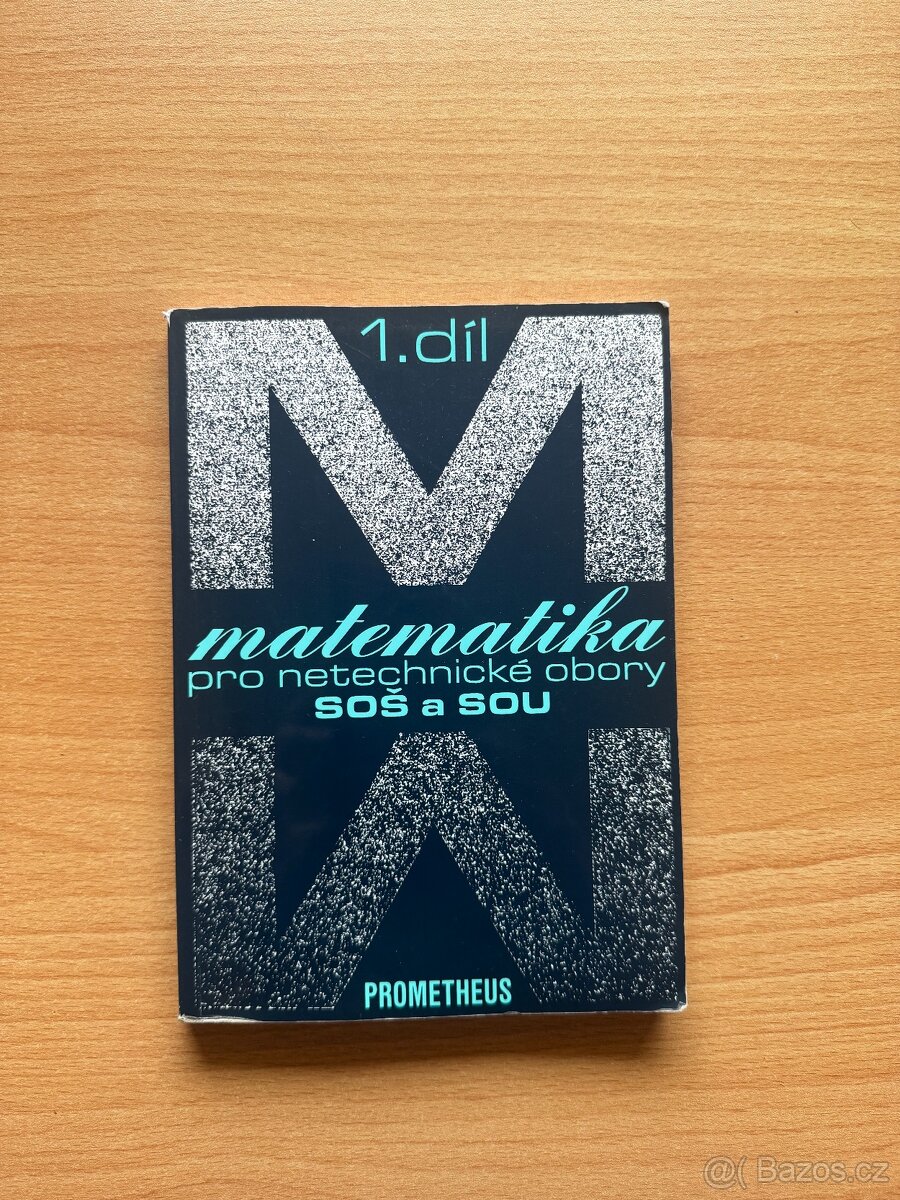 1.díl
M
matematika
pro netechnické obory
SOŠ a SOU
PROMETHEUS
@( Bazos.cz